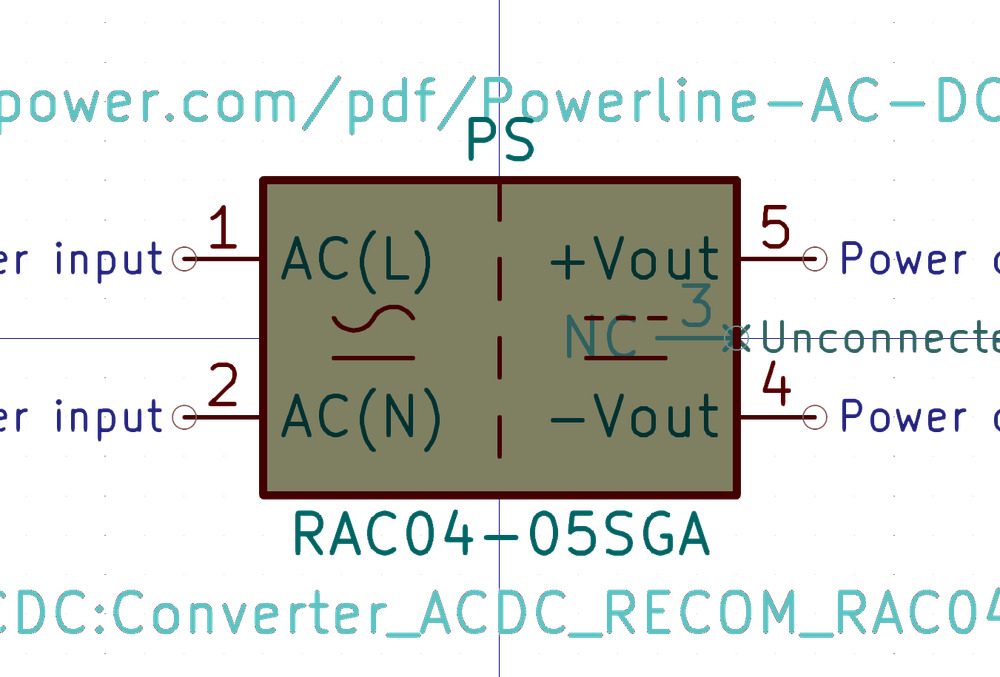 power.com/pdf/Powerline-AC-DC
PS
1 5
er input AC(L) +Vout Power o
3
NC Unconnecte
2 4
er input AC(N) -Vout Power o
RAC04-05SGA
CDC:Converter_ACDC_RECOM_RAC04